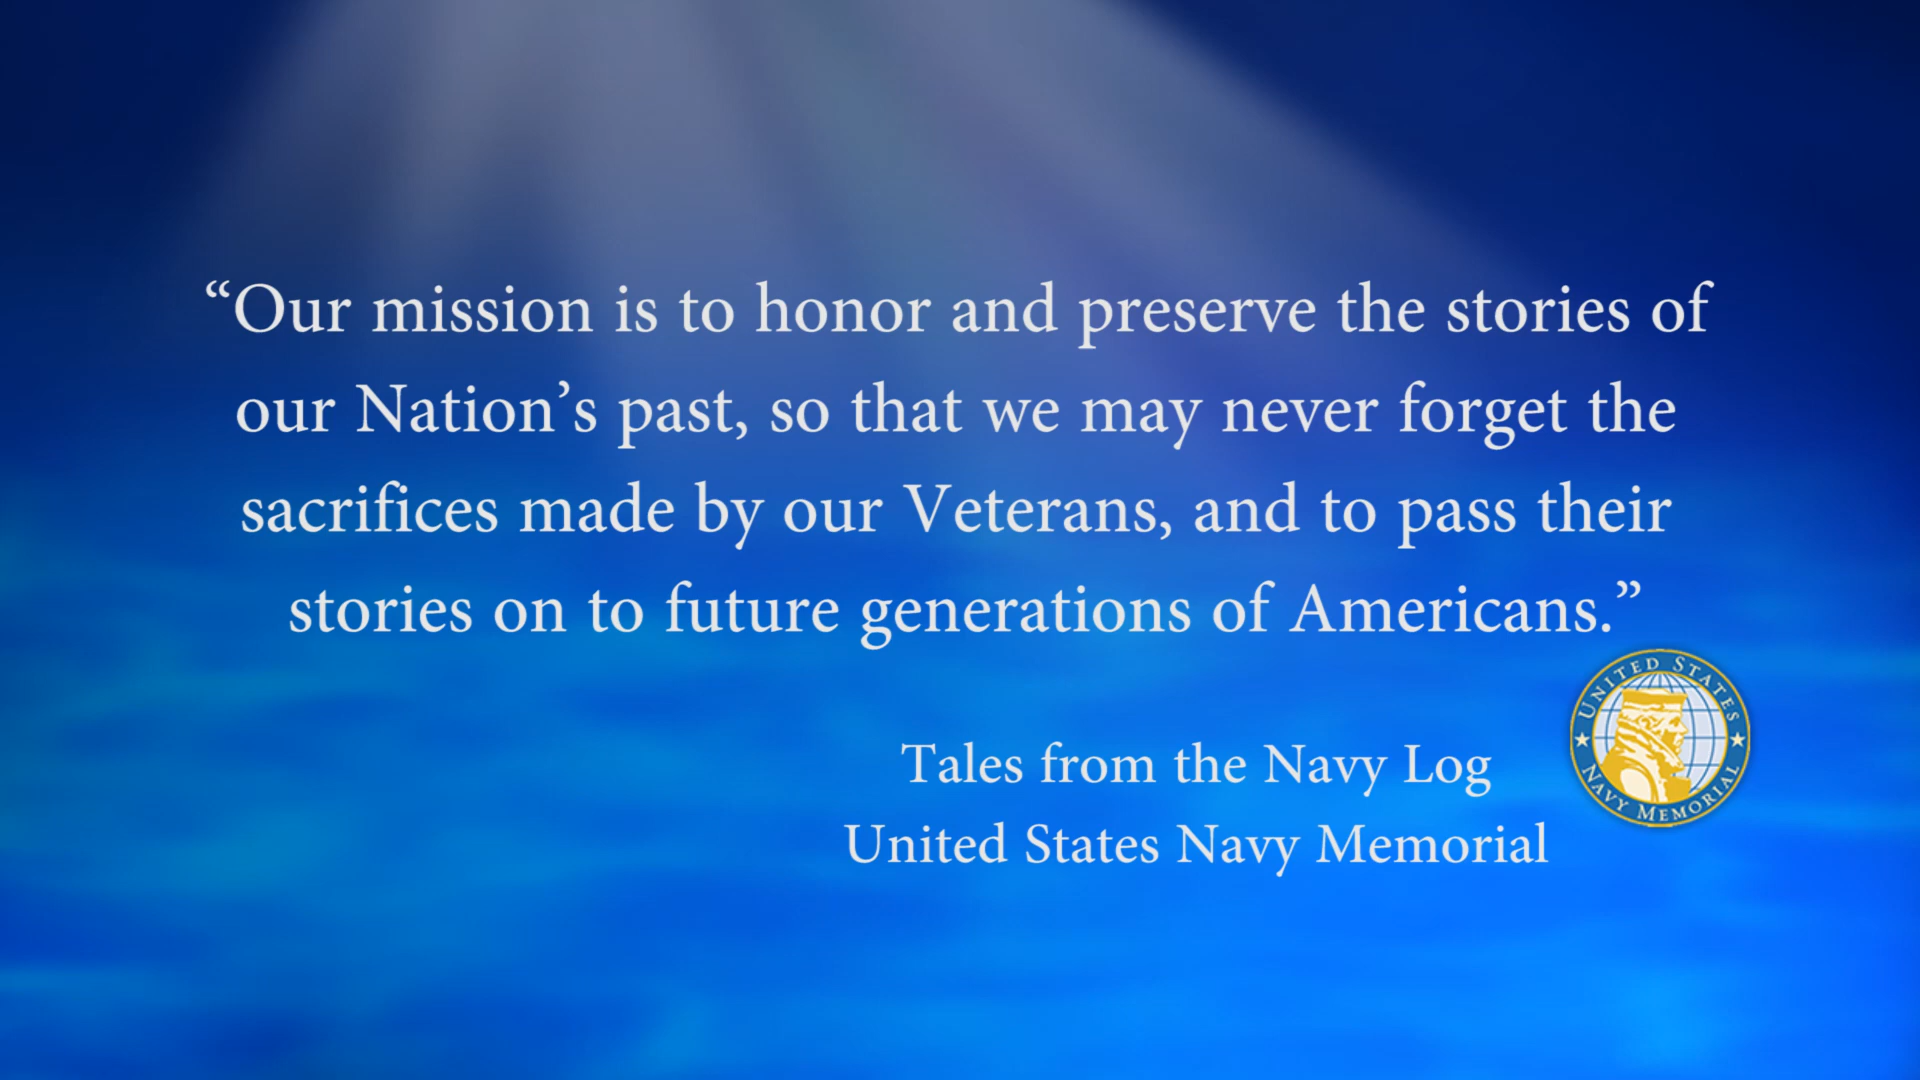 “Our mission is to honor and preserve the stories of
our Nation’s past, so that we may never forget the
sacrifices made by our Veterans, and to pass their
stories on to future generations of Americans.”
Tales from the Navy Log
United States Navy Memorial
UNITED STATES
NAVY MEMORIAL